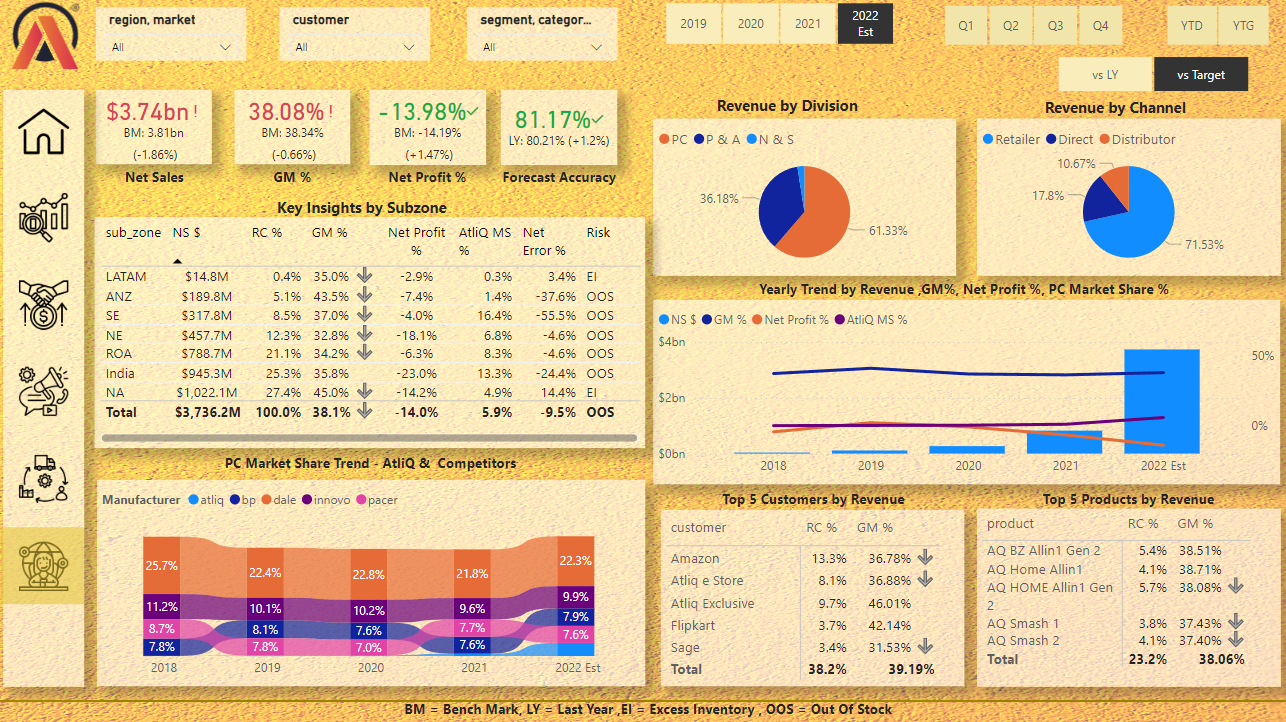 region, market
All
customer
All
segment, categor...
All
2019 2020 2021 2022 Est
Q1 Q2 Q3 Q4
YTD YTG
vs LY vs Target
$3.74bn !
BM: 3.81bn
(-1.86%)
Net Sales
38.08% !
BM: 38.34%
(-0.66%)
GM %
-13.98%✓
BM: -14.19%
(+1.47%)
Net Profit %
81.17%✓
LY: 80.21% (+1.2%)
Forecast Accuracy
Revenue by Division
PC P & A N & S
36.18%
61.33%
Revenue by Channel
Retailer Direct Distributor
10.67%
17.8%
71.53%
Key Insights by Subzone
sub_zone NS $ RC % GM % Net Profit % AtliQ MS % Net Error % Risk
LATAM $14.8M 0.4% 35.0% -2.9% 0.3% 3.4% EI
ANZ $189.8M 5.1% 43.5% -7.4% 1.4% -37.6% OOS
SE $317.8M 8.5% 37.0% -4.0% 16.4% -55.5% OOS
NE $457.7M 12.3% 32.8% -18.1% 6.8% -4.6% OOS
ROA $788.7M 21.1% 34.2% -6.3% 8.3% -4.6% OOS
India $945.3M 25.3% 35.8% -23.0% 13.3% -24.4% OOS
NA $1,022.1M 27.4% 45.0% -14.2% 4.9% 14.4% EI
Total $3,736.2M 100.0% 38.1% -14.0% 5.9% -9.5% OOS
Yearly Trend by Revenue ,GM%, Net Profit %, PC Market Share %
NS $ GM % Net Profit % AtliQ MS %
$4bn
$2bn
$0bn
50%
0%
2018 2019 2020 2021 2022 Est
PC Market Share Trend - AtliQ & Competitors
Manufacturer atliq bp dale innovo pacer
25.7% 22.4% 22.8% 21.8% 22.3%
11.2% 10.1% 10.2% 9.6% 9.9%
8.7% 8.1% 7.6% 7.7% 7.9%
7.8% 7.8% 7.0% 7.6% 7.6%
2018 2019 2020 2021 2022 Est
Top 5 Customers by Revenue
customer RC % GM %
Amazon 13.3% 36.78%
Atliq e Store 8.1% 36.88%
Atliq Exclusive 9.7% 46.01%
Flipkart 3.7% 42.14%
Sage 3.4% 31.53%
Total 38.2% 39.19%
Top 5 Products by Revenue
product RC % GM %
AQ BZ Allin1 Gen 2 5.4% 38.51%
AQ Home Allin1 4.1% 38.71%
AQ HOME Allin1 Gen 5.7% 38.08%
2
AQ Smash 1 3.8% 37.43%
AQ Smash 2 4.1% 37.40%
Total 23.2% 38.06%
BM = Bench Mark, LY = Last Year ,EI = Excess Inventory , OOS = Out Of Stock